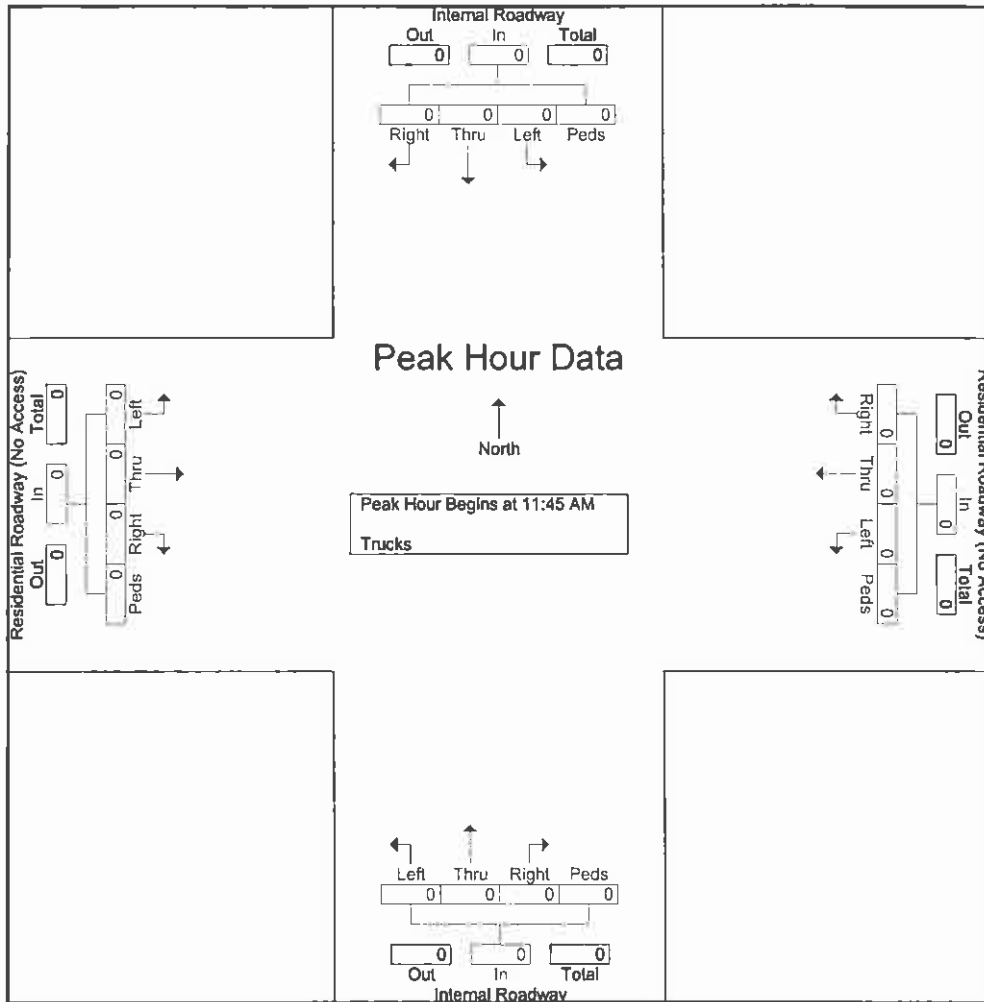 Internal Roadway
Out In Total
0 0 0
0 0 0 0
Right Thru Left Peds
Peak Hour Data
North
Peak Hour Begins at 11:45 AM
Trucks
Residential Roadway (No Access)
Out In Total
0 0 0
0 0 0 0
Left Thru Right Peds
Residential Roadway (No Access)
Out In Total
0 0 0
0 0 0 0
Right Thru Left Peds
Left Thru Right Peds
0 0 0 0
0 0 0
Out In Total
Internal Roadway